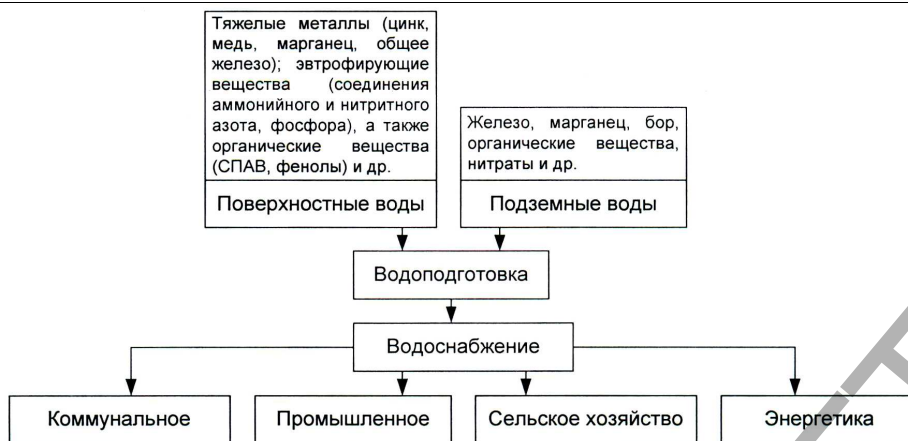 Тяжелые металлы (цинк,
медь, марганец, общее
железо); эвтрофирующие
вещества (соединения
аммонийного и нитритного
азота, фосфора), а также
органические вещества
(СПАВ, фенолы) и др.
Поверхностные воды
Железо, марганец, бор,
органические вещества,
нитраты и др.
Подземные воды
Водоподготовка
Водоснабжение
Коммунальное
Промышленное
Сельское хозяйство
Энергетика